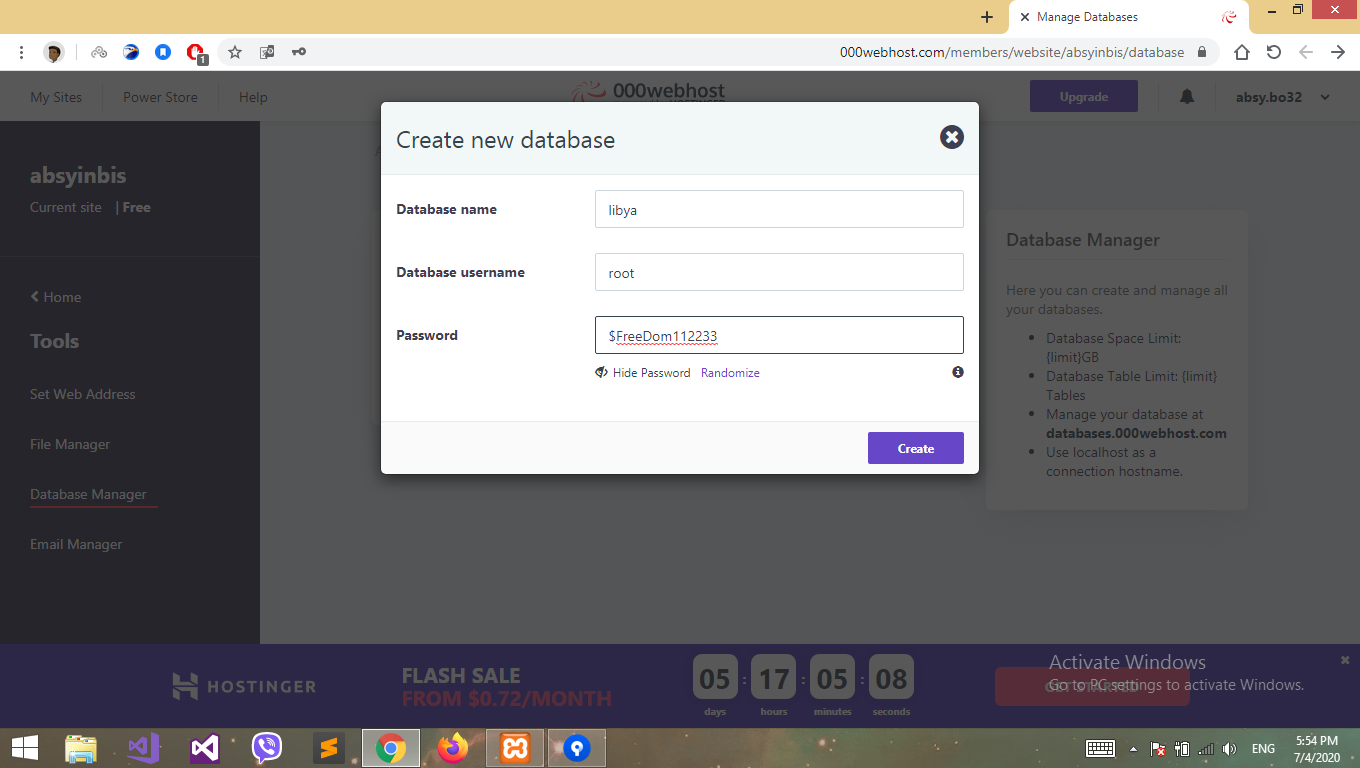 Manage Databases
000webhost.com/members/website/absyinbis/database
1
My Sites
Power Store
Help
000webhost
Upgrade
absy.bo32
absyinbis
Current site | Free
Home
Tools
Set Web Address
File Manager
Database Manager
Email Manager
Create new database
Database name
libya
Database username
root
Password
$FreeDom112233
Hide Password Randomize
Create
Database Manager
Here you can create and manage all
your databases.
Database Space Limit:
{limit}GB
Database Table Limit: {limit}
Tables
Manage your database at
databases.000webhost.com
Use localhost as a
connection hostname.
HOSTINGER
FLASH SALE
FROM $0.72/MONTH
05 : 17 : 05 : 08
days hours minutes seconds
GET STARTED
Activate Windows
Go to PC settings to activate Windows.
ENG
5:54 PM
7/4/2020